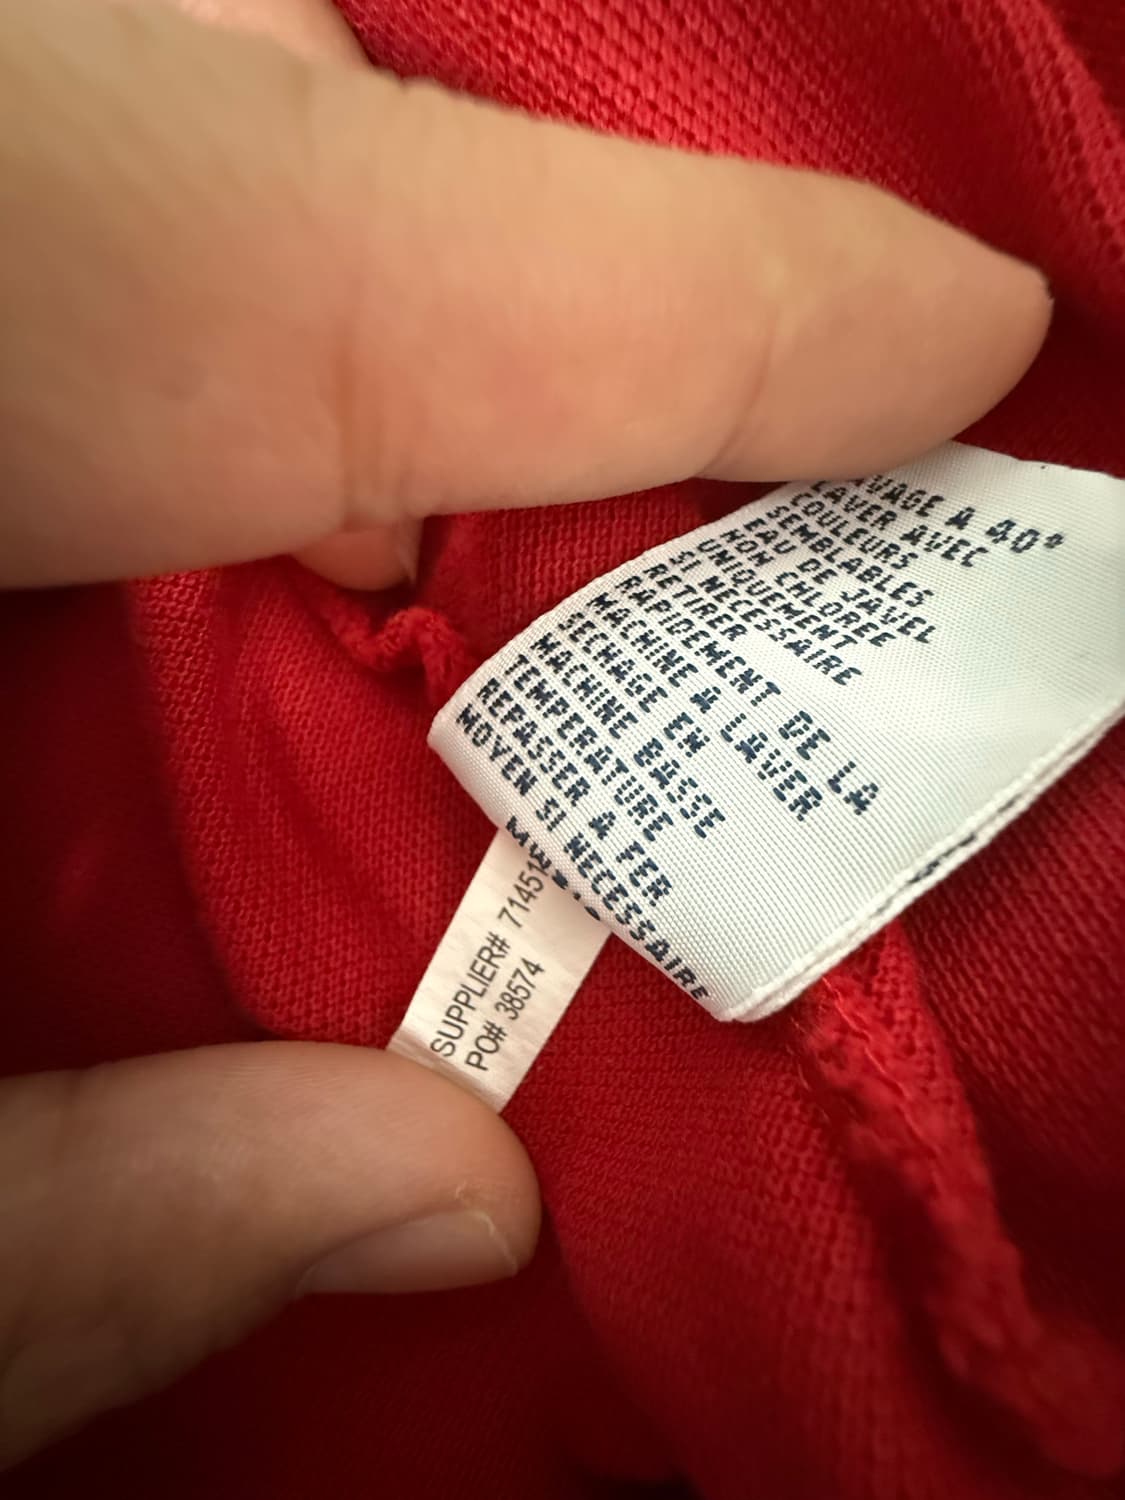 LAVER AVEC
COULEURS
SEMBLABLES
EAU DE JAVEL
NON CHLOREE
UNIQUEMENT
SI NECESSAIRE
RETIRER
RAPIDEMENT DE LA
MACHINE A LAVER
SECHAGE EN
MACHINE BASSE
TEMPERATURE
REPASSER A FER
MOYEN SI NECESSAIRE
SUPPLIER#
PO# 38574